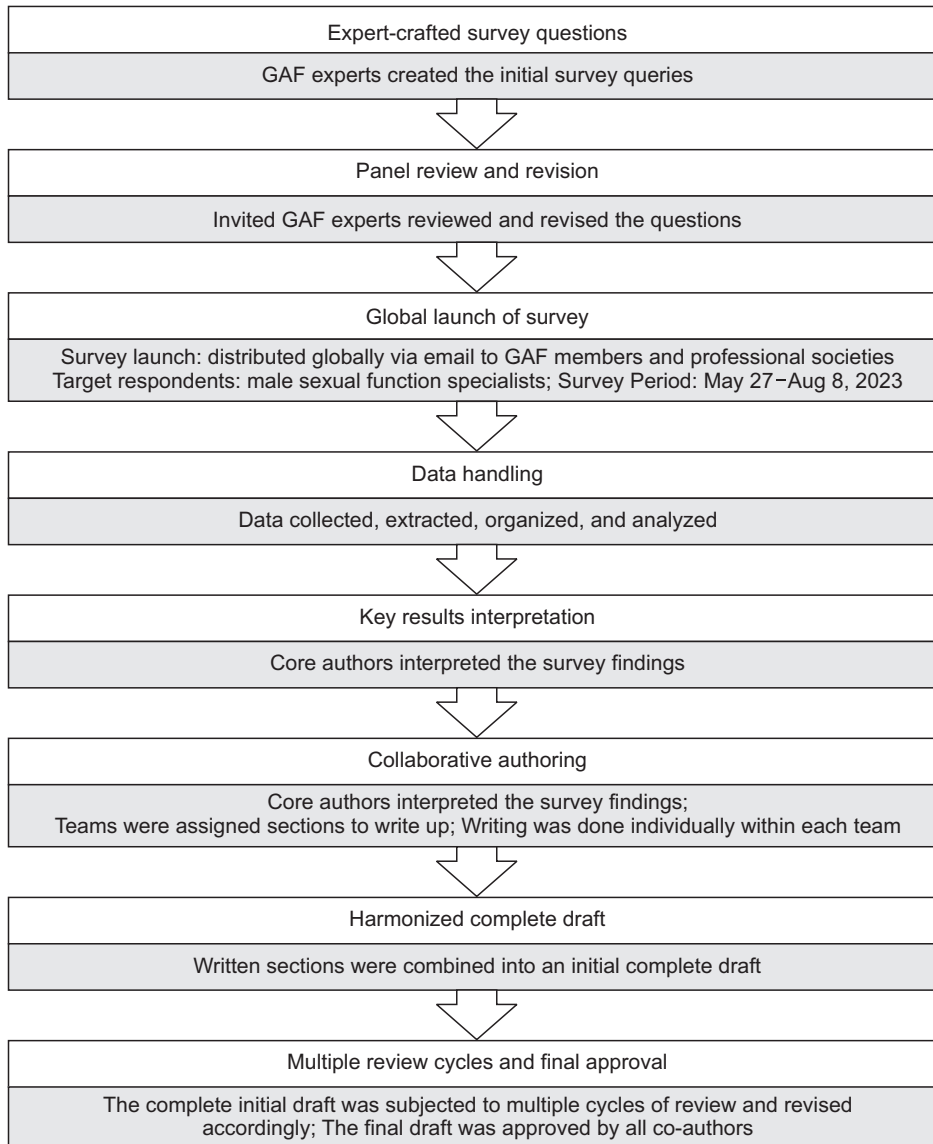 Expert-crafted survey questions
GAF experts created the initial survey queries
Panel review and revision
Invited GAF experts reviewed and revised the questions
Global launch of survey
Survey launch: distributed globally via email to GAF members and professional societies
Target respondents: male sexual function specialists; Survey Period: May 27−Aug 8, 2023
Data handling
Data collected, extracted, organized, and analyzed
Key results interpretation
Core authors interpreted the survey findings
Collaborative authoring
Core authors interpreted the survey findings;
Teams were assigned sections to write up; Writing was done individually within each team
Harmonized complete draft
Written sections were combined into an initial complete draft
Multiple review cycles and final approval
The complete initial draft was subjected to multiple cycles of review and revised
accordingly; The final draft was approved by all co-authors